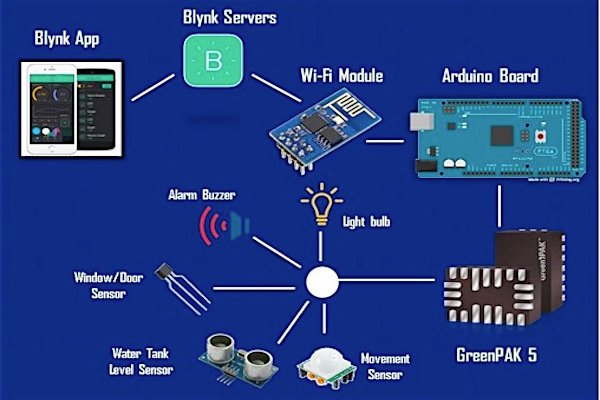 Blynk Servers
Blynk App
B
Wi-Fi Module
Arduino Board
Alarm Buzzer
Light bulb
Window/Door
Sensor
GreenPAK
Water Tank
Level Sensor
Movement
Sensor
GreenPAK 5